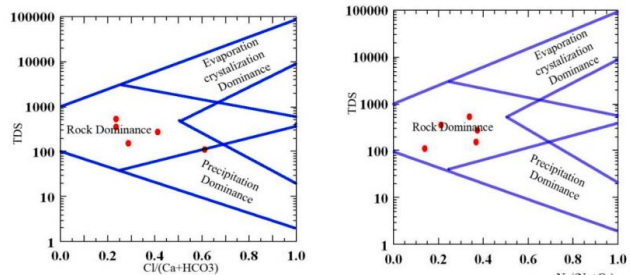 100000
10000
1000
100
10
1
TDS
Evaporation
crystalization
Dominance
Rock Dominance
Precipitation
Dominance
0.0 0.2 0.4 0.6 0.8 1.0
Cl/(Ca+HCO3)
100000
10000
1000
100
10
1
TDS
Evaporation
crystalization
Dominance
Rock Dominance
Precipitation
Dominance
0.0 0.2 0.4 0.6 0.8 1.0